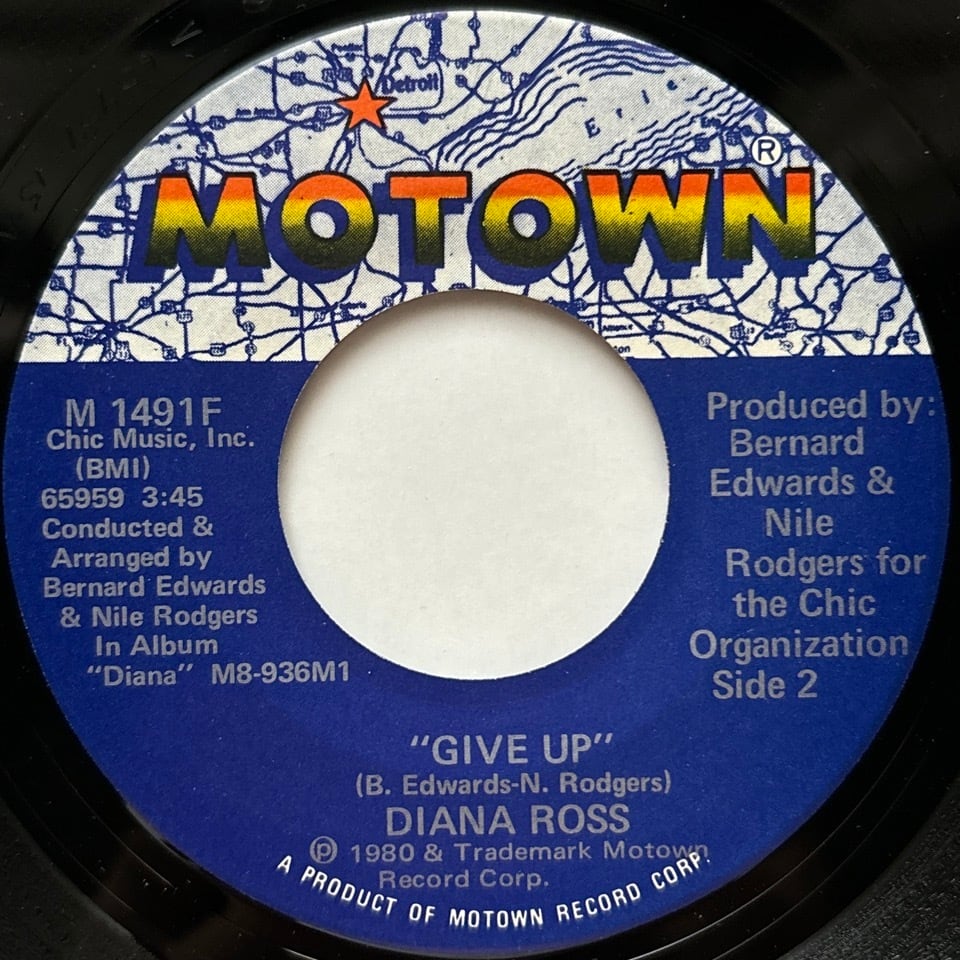 Detroit
Erie
MOTOWN®
M 1491F
Chic Music, Inc.
(BMI)
65959 3:45
Conducted &
Arranged by
Bernard Edwards
& Nile Rodgers
In Album
"Diana" M8-936M1
Produced by:
Bernard
Edwards &
Nile
Rodgers for
the Chic
Organization
Side 2
"GIVE UP"
(B. Edwards-N. Rodgers)
DIANA ROSS
℗ 1980 & Trademark Motown
Record Corp.
A PRODUCT OF MOTOWN RECORD CORP.